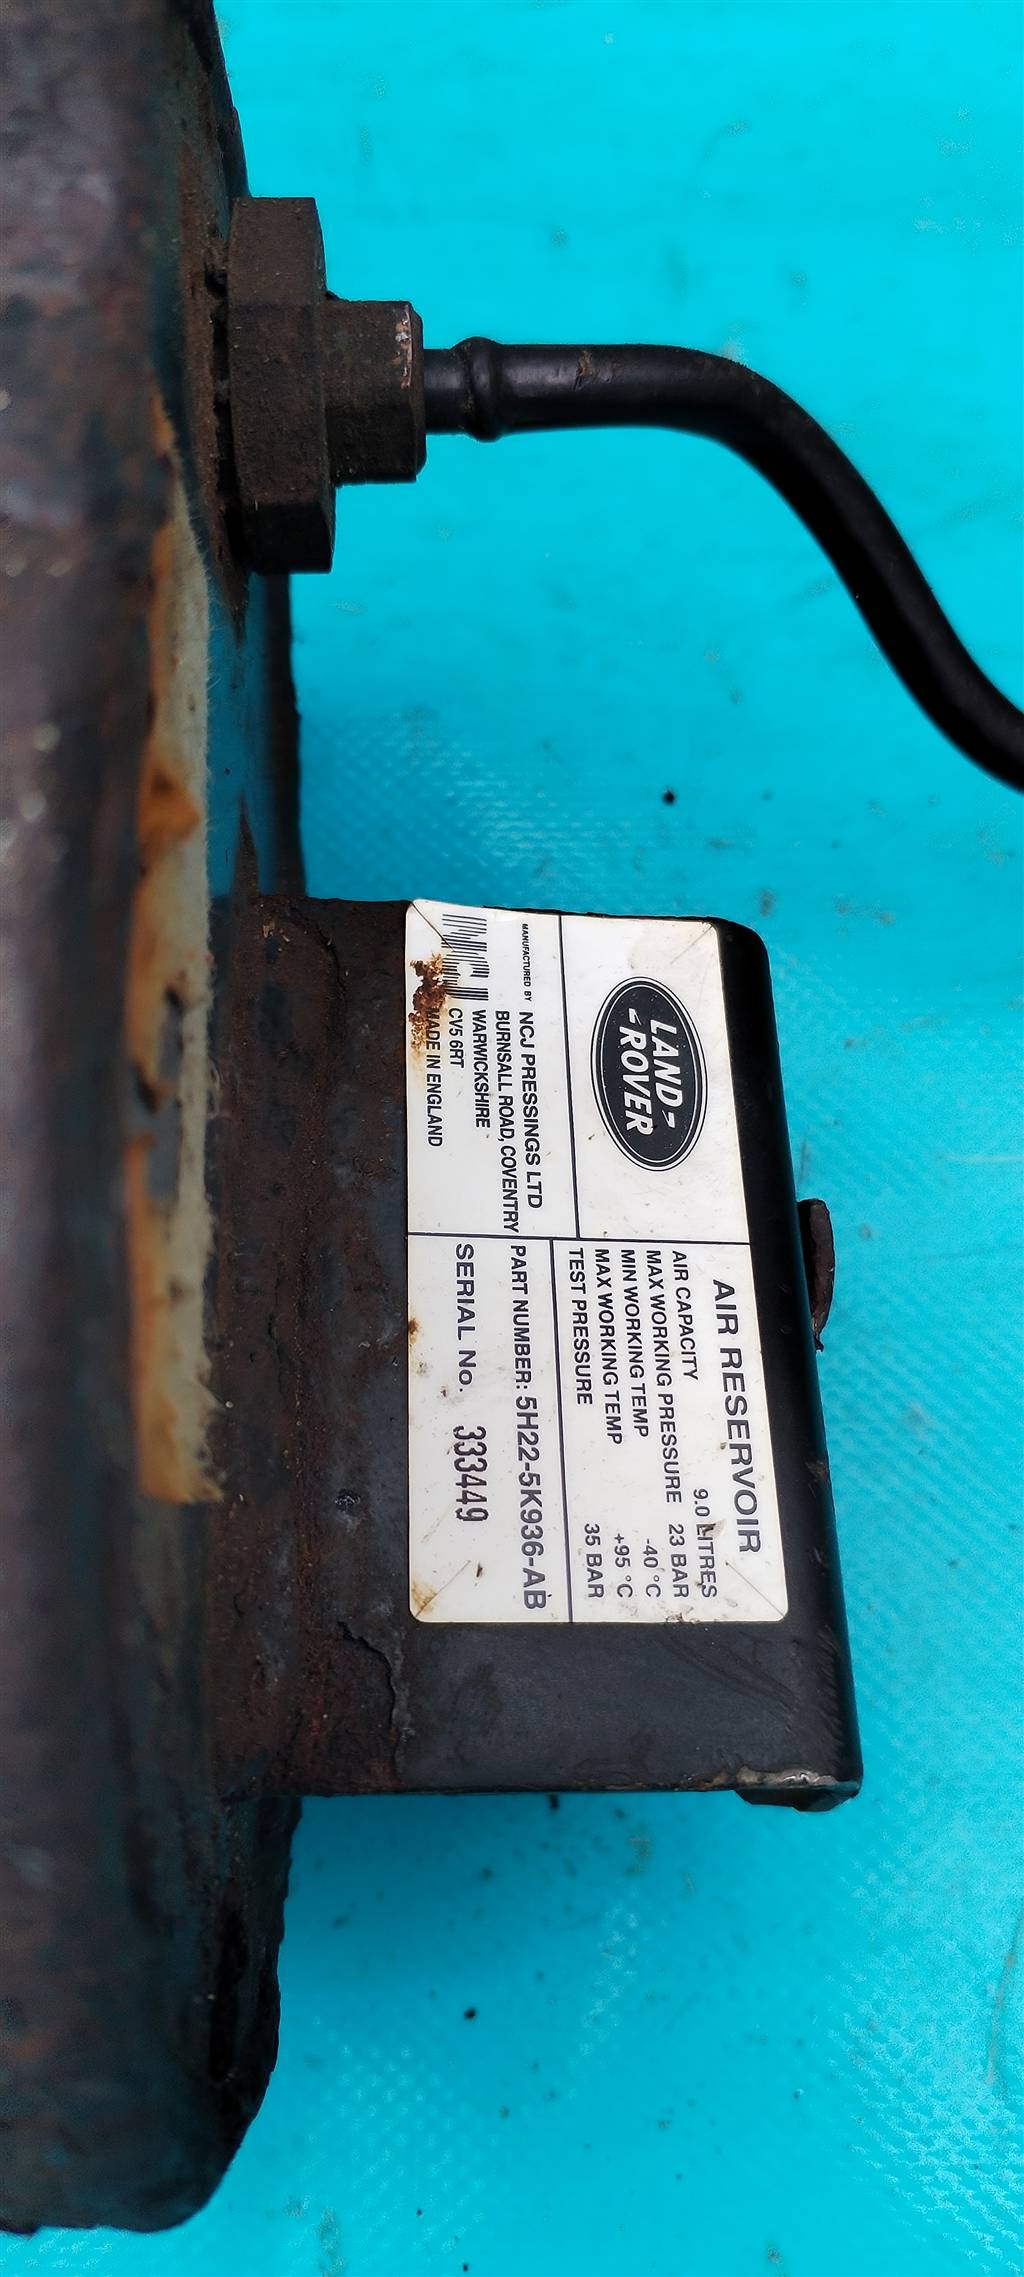 LAND-
-ROVER
MANUFACTURED BY NCJ PRESSINGS LTD
BURNSALL ROAD, COVENTRY
WARWICKSHIRE
CV5 6RT
MADE IN ENGLAND
AIR RESERVOIR
AIR CAPACITY 9.0 LITRES
MAX WORKING PRESSURE 23 BAR
MIN WORKING TEMP -40 °C
MAX WORKING TEMP +95 °C
TEST PRESSURE 35 BAR
PART NUMBER: 5H22-5K936-AB
SERIAL No. 333449